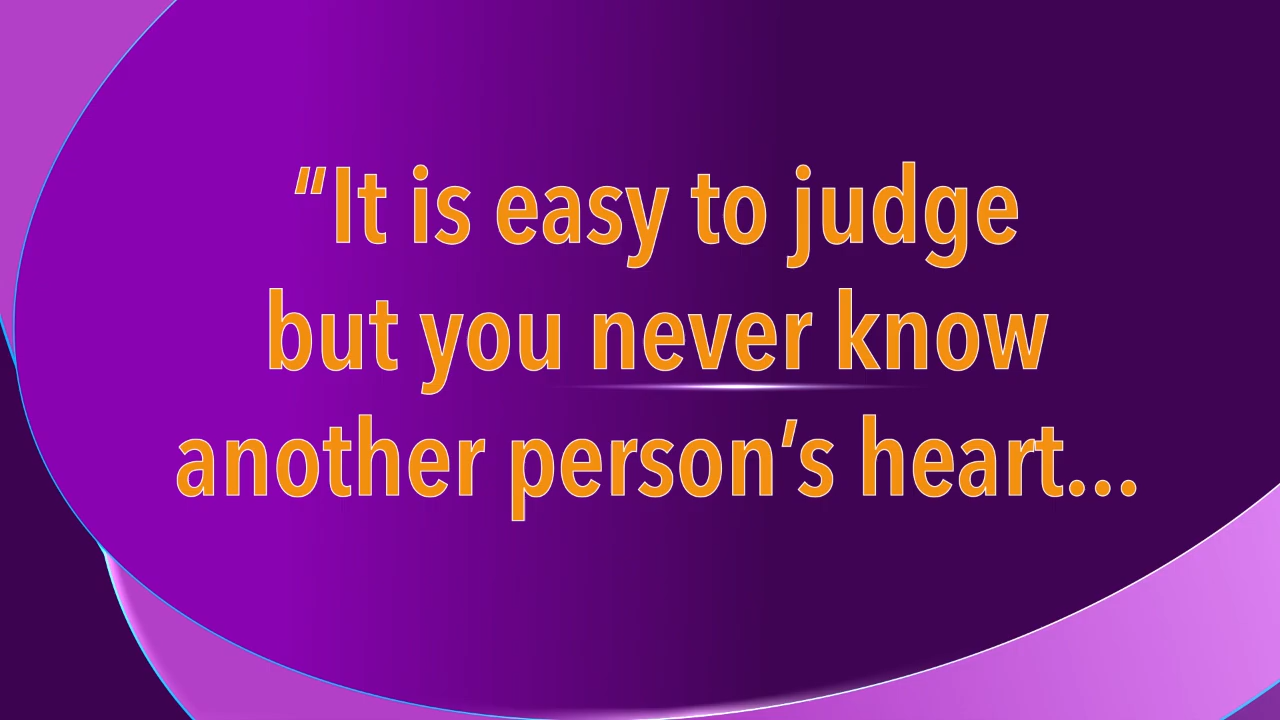 “It is easy to judge
but you never know
another person’s heart...